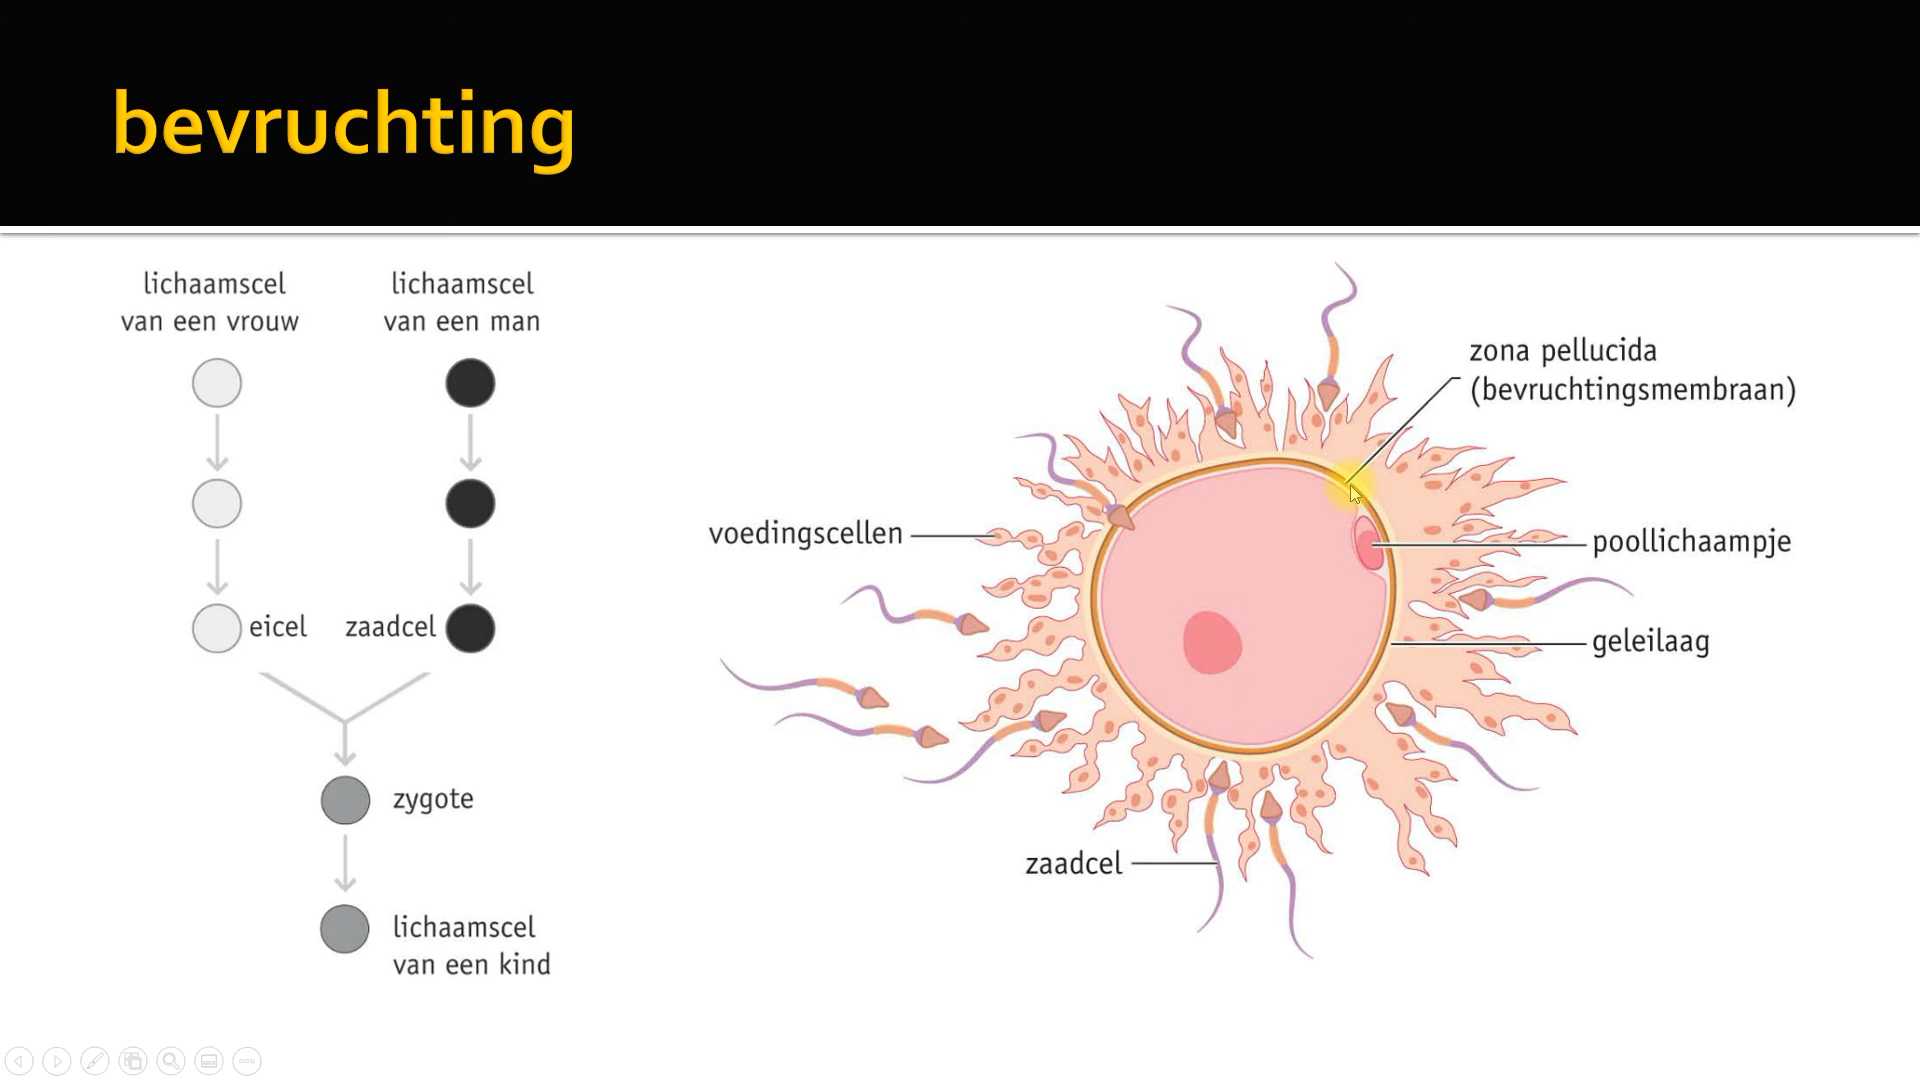 bevruchting
lichaamscel
van een vrouw
lichaamscel
van een man
eicel
zaadcel
zygote
lichaamscel
van een kind
zona pellucida
(bevruchtingsmembraan)
voedingscellen
poollichaampje
geleilaag
zaadcel